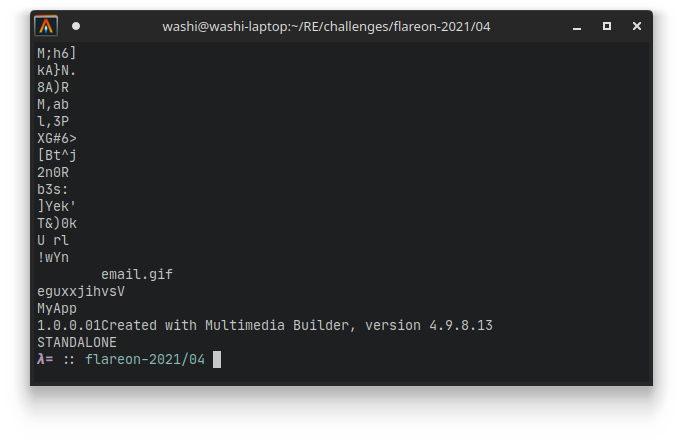 washi@washi-laptop:~/RE/challenges/flareon-2021/04
M;h6]
kA}N.
8A)R
M,ab
l,3P
XG#6>
[Bt^j
2n0R
b3s:
]Yek'
T&)0k
U rl
!wYn
email.gif
eguxxjihvsV
MyApp
1.0.0.01Created with Multimedia Builder, version 4.9.8.13
STANDALONE
λ= :: flareon-2021/04